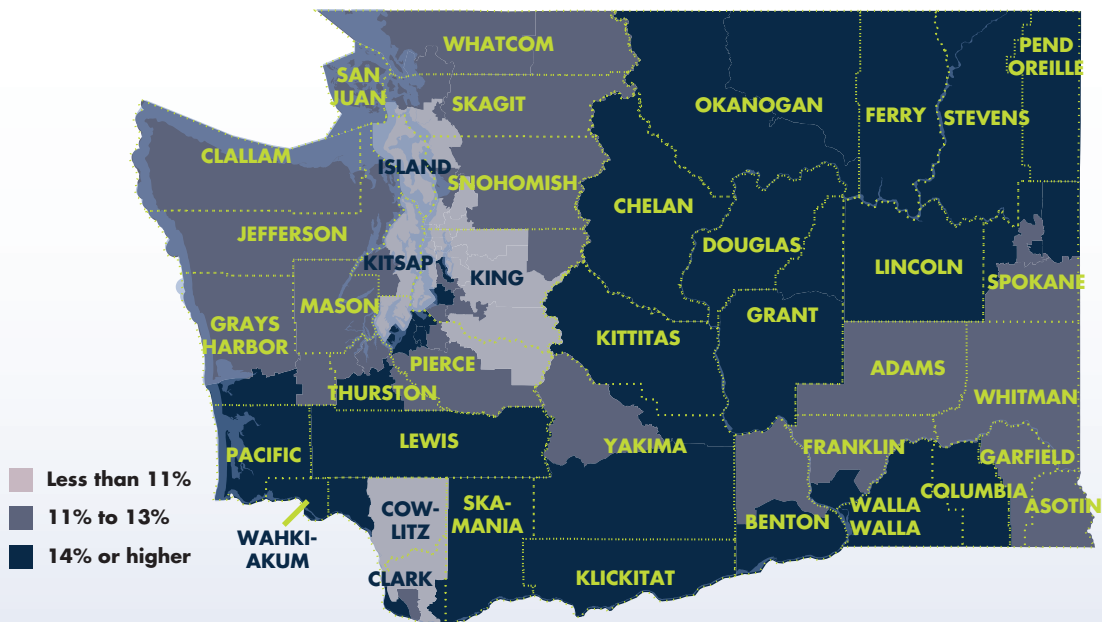 WHATCOM
PEND
OREILLE
SAN
JUAN
SKAGIT
OKANOGAN
FERRY
STEVENS
CLALLAM
ISLAND
SNOHOMISH
CHELAN
JEFFERSON
DOUGLAS
KITSAP
KING
LINCOLN
SPOKANE
MASON
GRANT
GRAYS
HARBOR
KITTITAS
PIERCE
ADAMS
THURSTON
WHITMAN
LEWIS
YAKIMA
FRANKLIN
PACIFIC
GARFIELD
Less than 11%
COLUMBIA
ASOTIN
SKA-
MANIA
COW-
LITZ
WALLA
WALLA
11% to 13%
BENTON
WAHKI-
AKUM
14% or higher
CLARK
KLICKITAT